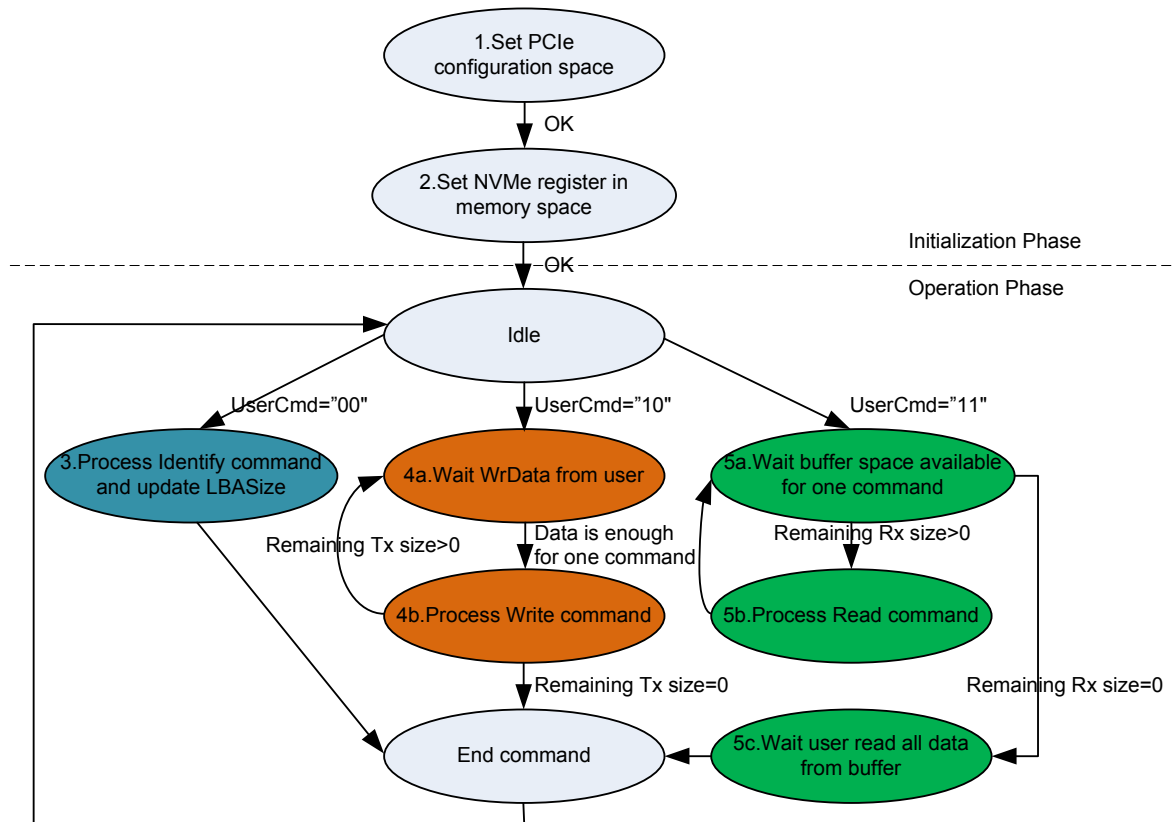 1.Set PCIe
configuration space
OK
2.Set NVMe register in
memory space
Initialization Phase
OK
Operation Phase
Idle
UserCmd=”00"
UserCmd=”10"
UserCmd=”11"
3.Process Identify command
and update LBASize
4a.Wait WrData from user
5a.Wait buffer space available
for one command
Remaining Tx size>0
Data is enough
for one command
Remaining Rx size>0
4b.Process Write command
5b.Process Read command
Remaining Tx size=0
Remaining Rx size=0
End command
5c.Wait user read all data
from buffer